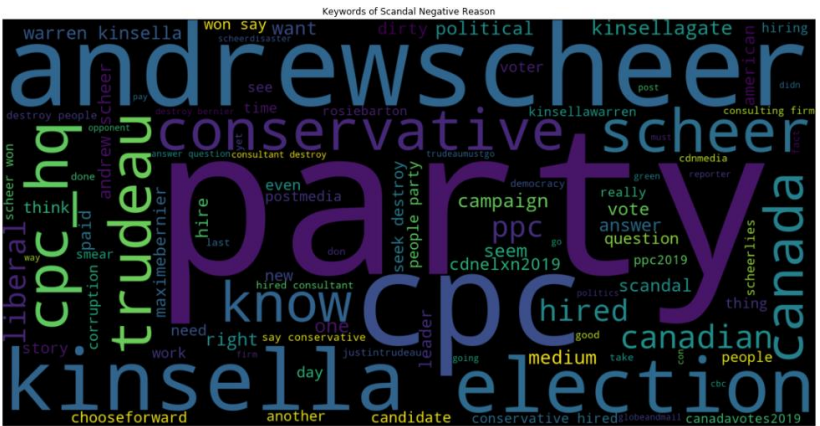 Keywords of Scandal Negative Reason
warren kinsella
won say
want
dirty
political
kinsellagate
hiring
scheerdisaster
andrewscheer
see
voter
post
american
didn
pay
destroy people
destroy bernier
time
rosiebarton
kinsellawarren
consulting firm
andrew scheer
opponent
conservative
scheer
must
fact
yet
answer question
consultant destroy
trudeaumustgo
cdnmedia
green
reporter
scheer won
cpc_hq
trudeau
party
canada
done
even
postmedia
democracy
really
think
paid
maximebernier
hire
seek destroy
people party
campaign
vote
ppc
answer
question
last
don
go
seem
cdnelxn2019
ppc2019
scheerlies
way
smear
liberal
corruption
new
hired consultant
know
cpc
politics
scandal
thing
need
right
one
leader
hired
say conservative
good
canadian
story
work
firm
justintrudeau
going
medium
take
con
people
day
cbc
kinsella
election
chooseforward
another
candidate
conservative hired
globeandmail
canadavotes2019